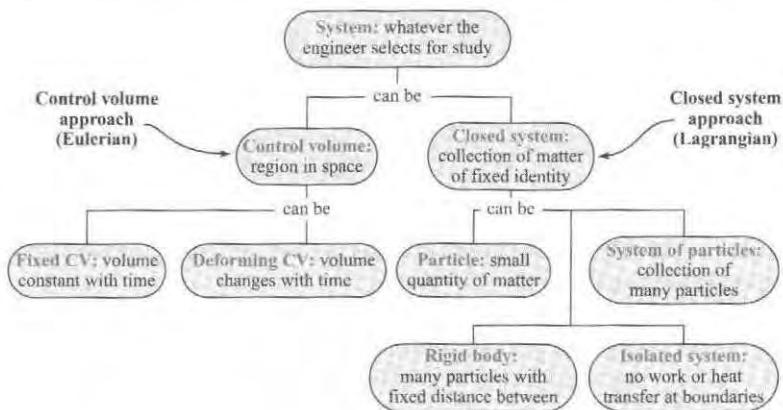 System: whatever the
engineer selects for study
can be
Control volume
approach
(Eulerian)
Closed system
approach
(Lagrangian)
Control volume:
region in space
Closed system:
collection of matter
of fixed identity
can be
can be
Fixed CV: volume
constant with time
Deforming CV: volume
changes with time
Particle: small
quantity of matter
System of particles:
collection of
many particles
Rigid body:
many particles with
fixed distance between
Isolated system:
no work or heat
transfer at boundaries